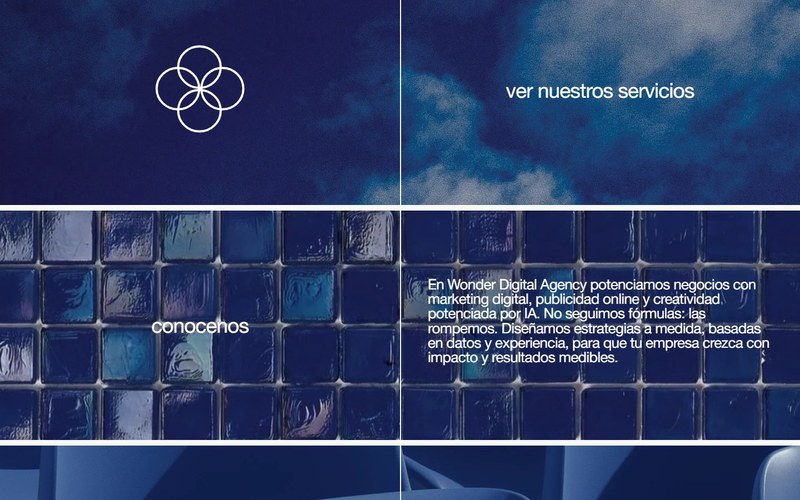 ver nuestros servicios
conocenos
En Wonder Digital Agency potenciamos negocios con
marketing digital, publicidad online y creatividad
potenciada por IA. No seguimos fórmulas: las
rompemos. Diseñamos estrategias a medida, basadas
en datos y experiencia, para que tu empresa crezca con
impacto y resultados medibles.